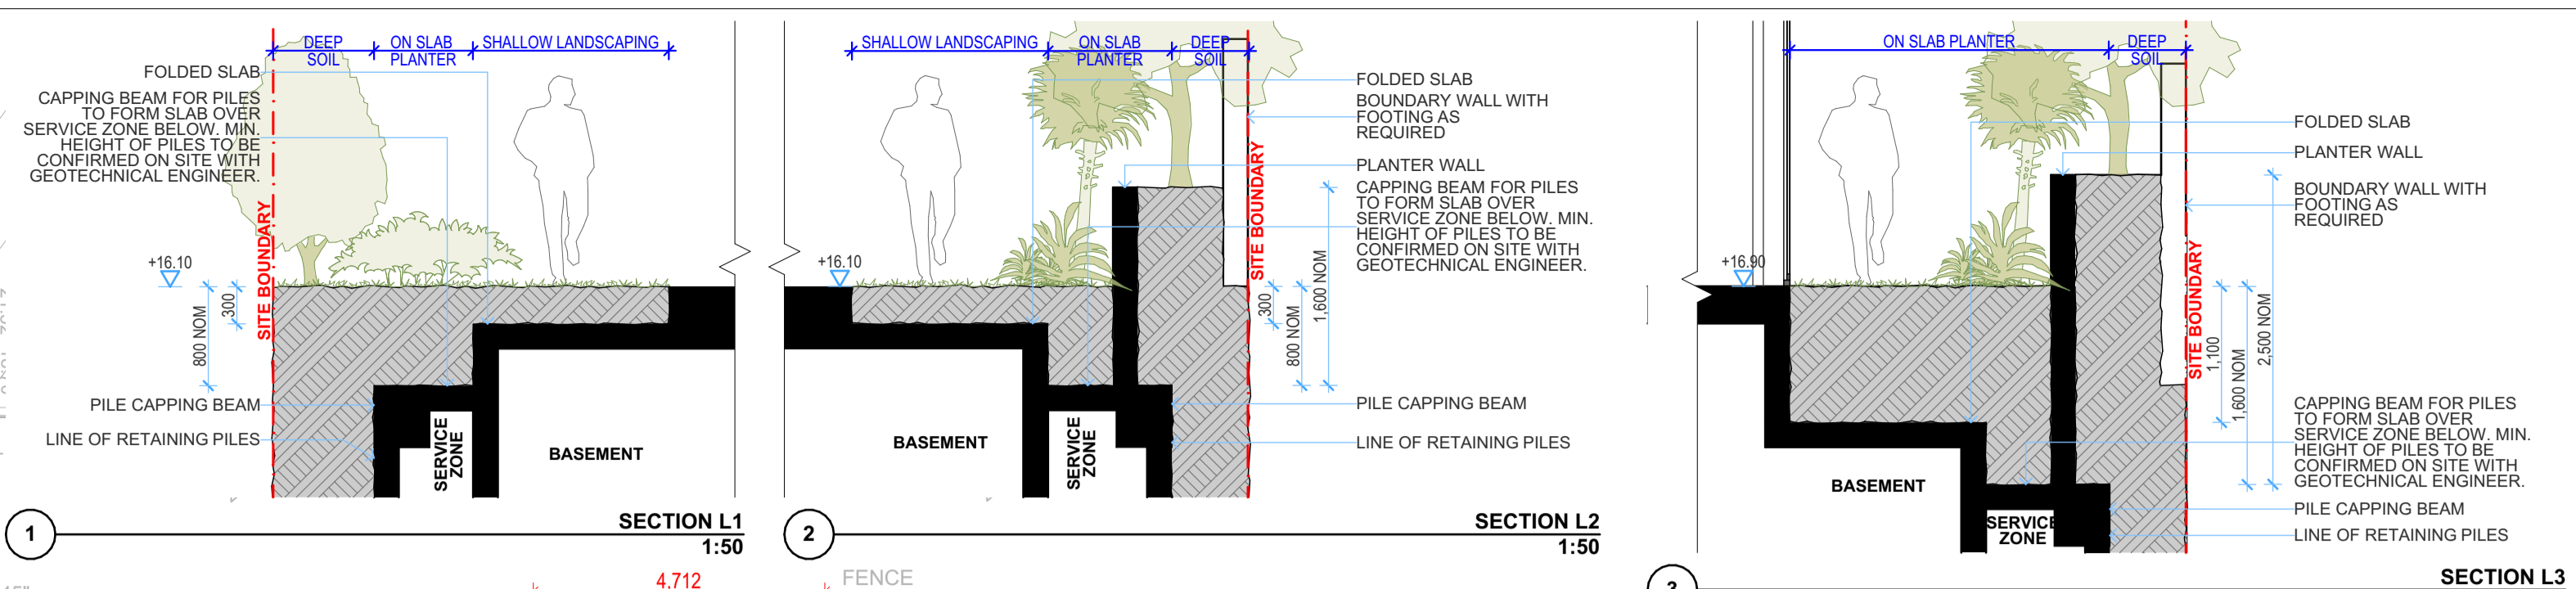 DEEP
SOIL
ON SLAB
PLANTER
SHALLOW LANDSCAPING
FOLDED SLAB
CAPPING BEAM FOR PILES
TO FORM SLAB OVER
SERVICE ZONE BELOW. MIN.
HEIGHT OF PILES TO BE
CONFIRMED ON SITE WITH
GEOTECHNICAL ENGINEER.
SITE BOUNDARY
+16.10
300
800 NOM
PILE CAPPING BEAM
LINE OF RETAINING PILES
SERVICE
ZONE
BASEMENT
1
SECTION L1
1:50
4,712
SHALLOW LANDSCAPING
ON SLAB
PLANTER
DEEP
SOIL
FOLDED SLAB
BOUNDARY WALL WITH
FOOTING AS
REQUIRED
PLANTER WALL
CAPPING BEAM FOR PILES
TO FORM SLAB OVER
SERVICE ZONE BELOW. MIN.
HEIGHT OF PILES TO BE
CONFIRMED ON SITE WITH
GEOTECHNICAL ENGINEER.
SITE BOUNDARY
+16.10
300
800 NOM
1,600 NOM
PILE CAPPING BEAM
LINE OF RETAINING PILES
BASEMENT
SERVICE
ZONE
2
SECTION L2
1:50
FENCE
ON SLAB PLANTER
DEEP
SOIL
FOLDED SLAB
PLANTER WALL
BOUNDARY WALL WITH
FOOTING AS
REQUIRED
+16.90
SITE BOUNDARY
1,100
1,600 NOM
2,500 NOM
CAPPING BEAM FOR PILES
TO FORM SLAB OVER
SERVICE ZONE BELOW. MIN.
HEIGHT OF PILES TO BE
CONFIRMED ON SITE WITH
GEOTECHNICAL ENGINEER.
PILE CAPPING BEAM
LINE OF RETAINING PILES
BASEMENT
SERVICE
ZONE
3
SECTION L3